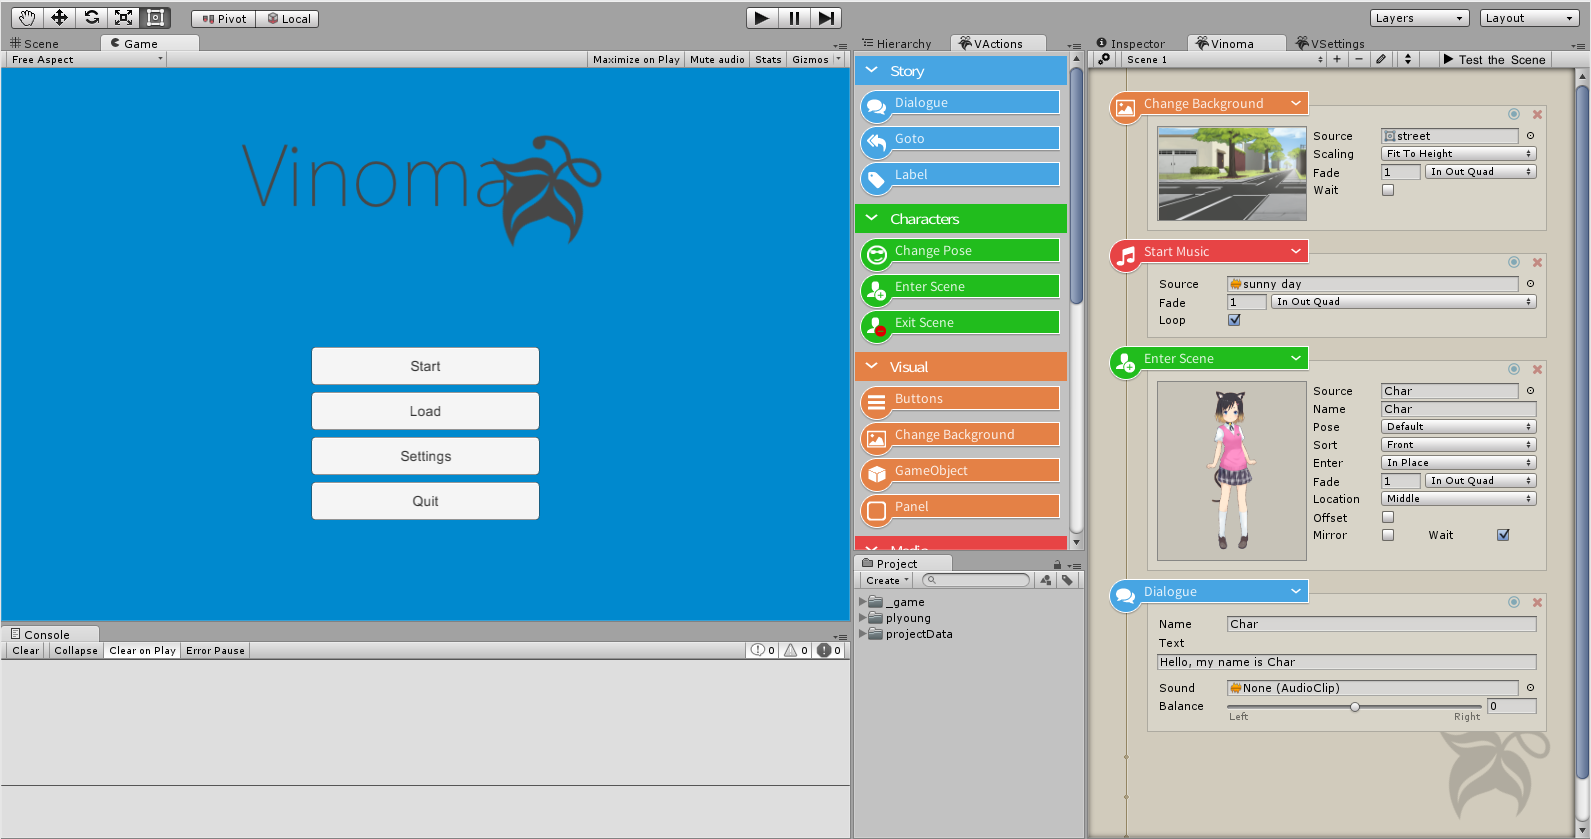 Pivot Local
Layers Layout
Scene Game
Free Aspect Maximize on Play Mute audio Stats Gizmos
Vinoma
Start
Load
Settings
Quit
Console
Clear Collapse Clear on Play Error Pause 0 0 0
Hierarchy VActions
Story
Dialogue
Goto
Label
Characters
Change Pose
Enter Scene
Exit Scene
Visual
Buttons
Change Background
GameObject
Panel
Media
Project
Create
_game
plyoung
projectData
Inspector Vinoma VSettings
Scene 1 + − Test the Scene
Change Background
Source street
Scaling Fit To Height
Fade 1 In Out Quad
Wait
Start Music
Source sunny day
Fade 1 In Out Quad
Loop
Enter Scene
Source Char
Name Char
Pose Default
Sort Front
Enter In Place
Fade 1 In Out Quad
Location Middle
Offset
Mirror Wait
Dialogue
Name Char
Text
Hello, my name is Char
Sound None (AudioClip)
Balance 0
Left Right